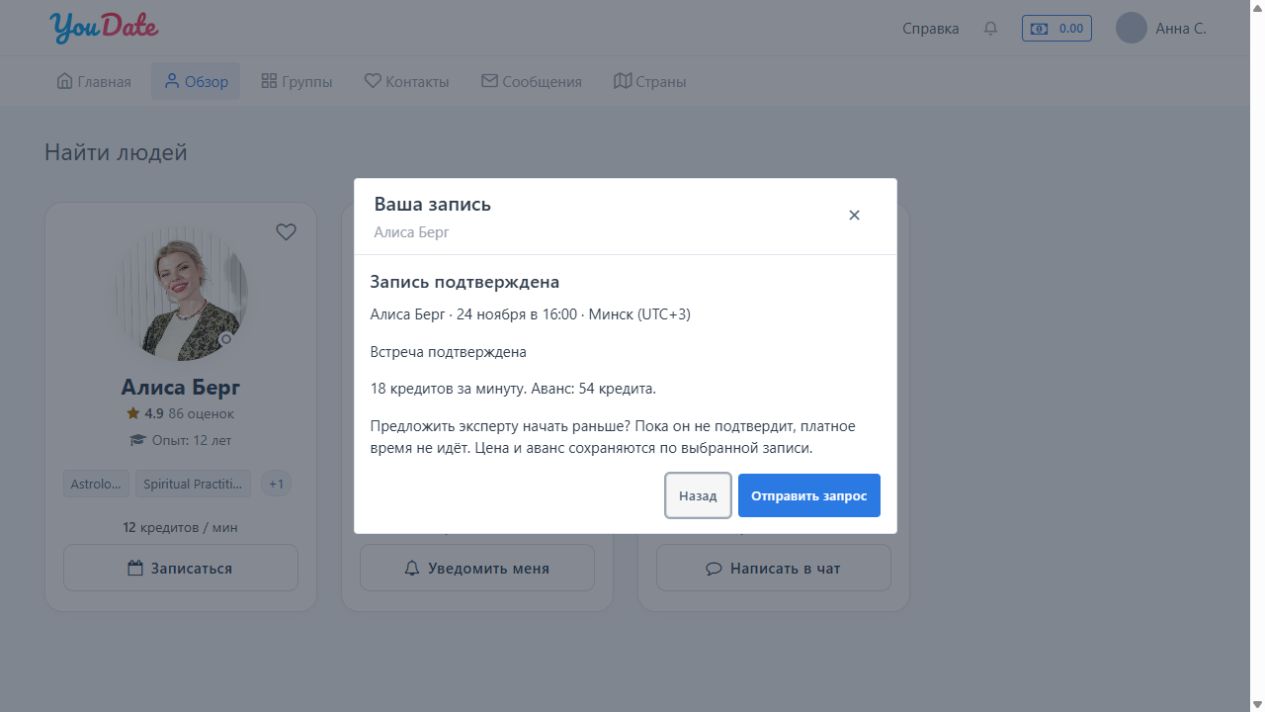 YouDate
Справка
0.00
Анна С.
Главная
Обзор
Группы
Контакты
Сообщения
Страны
Найти людей
Алиса Берг
4.9 86 оценок
Опыт: 12 лет
Astrolo...
Spiritual Practiti...
+1
12 кредитов / мин
Записаться
Уведомить меня
Написать в чат
Ваша запись
Алиса Берг
Запись подтверждена
Алиса Берг · 24 ноября в 16:00 · Минск (UTC+3)
Встреча подтверждена
18 кредитов за минуту. Аванс: 54 кредита.
Предложить эксперту начать раньше? Пока он не подтвердит, платное
время не идёт. Цена и аванс сохраняются по выбранной записи.
Назад
Отправить запрос